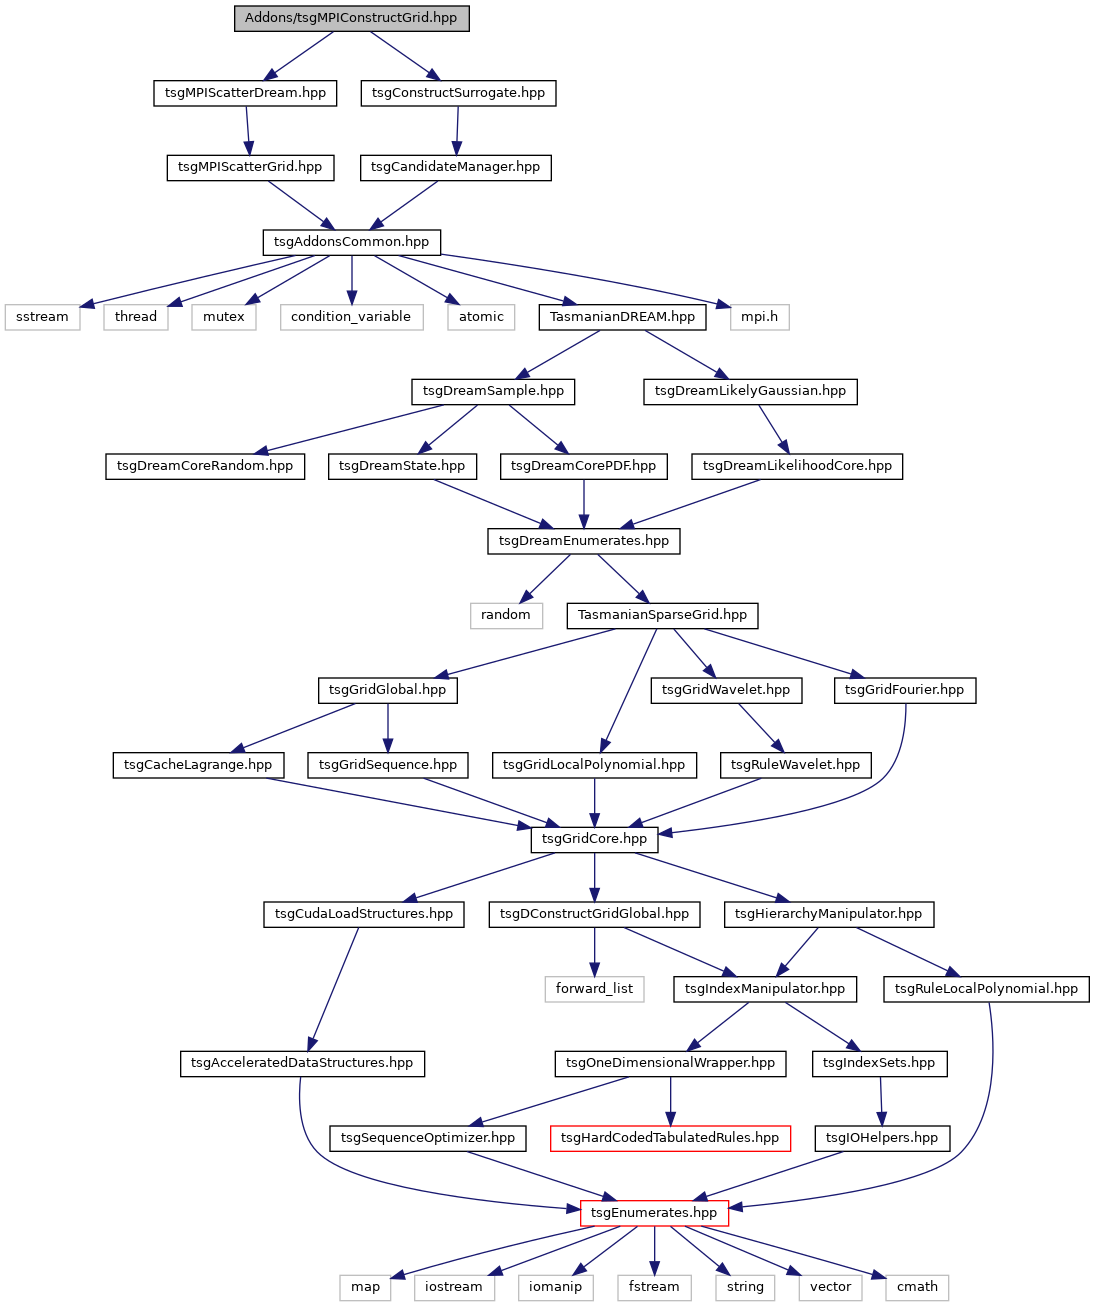 Addons/tsgMPIConstructGrid.hpp
tsgMPIScatterDream.hpp
tsgConstructSurrogate.hpp
tsgMPIScatterGrid.hpp
tsgCandidateManager.hpp
tsgAddonsCommon.hpp
sstream
thread
mutex
condition_variable
atomic
TasmanianDREAM.hpp
mpi.h
tsgDreamSample.hpp
tsgDreamLikelyGaussian.hpp
tsgDreamCoreRandom.hpp
tsgDreamState.hpp
tsgDreamCorePDF.hpp
tsgDreamLikelihoodCore.hpp
tsgDreamEnumerates.hpp
random
TasmanianSparseGrid.hpp
tsgGridGlobal.hpp
tsgGridWavelet.hpp
tsgGridFourier.hpp
tsgCacheLagrange.hpp
tsgGridSequence.hpp
tsgGridLocalPolynomial.hpp
tsgRuleWavelet.hpp
tsgGridCore.hpp
tsgCudaLoadStructures.hpp
tsgDConstructGridGlobal.hpp
tsgHierarchyManipulator.hpp
forward_list
tsgIndexManipulator.hpp
tsgRuleLocalPolynomial.hpp
tsgAcceleratedDataStructures.hpp
tsgOneDimensionalWrapper.hpp
tsgIndexSets.hpp
tsgSequenceOptimizer.hpp
tsgHardCodedTabulatedRules.hpp
tsgIOHelpers.hpp
tsgEnumerates.hpp
map
iostream
iomanip
fstream
string
vector
cmath